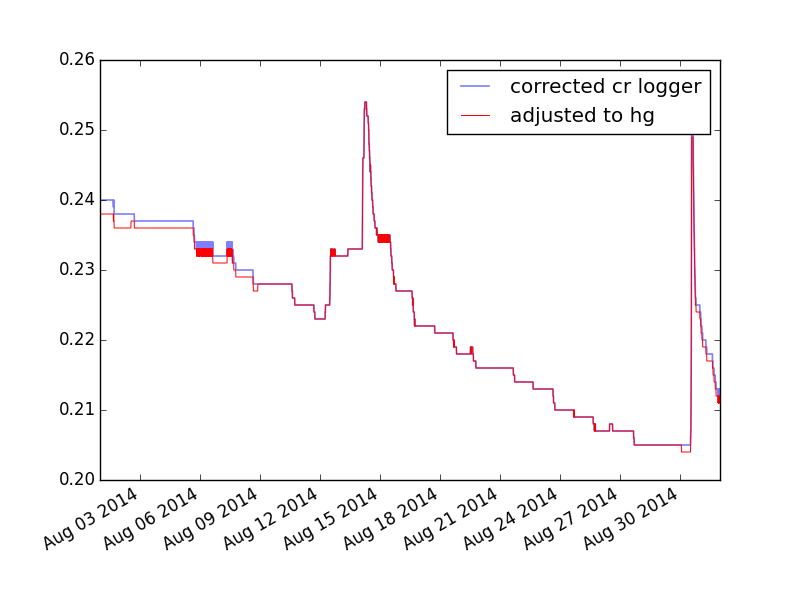 0.26
corrected cr logger
adjusted to hg
0.25
0.24
0.23
0.22
0.21
0.20
Aug 03 2014
Aug 06 2014
Aug 09 2014
Aug 12 2014
Aug 15 2014
Aug 18 2014
Aug 21 2014
Aug 24 2014
Aug 27 2014
Aug 30 2014